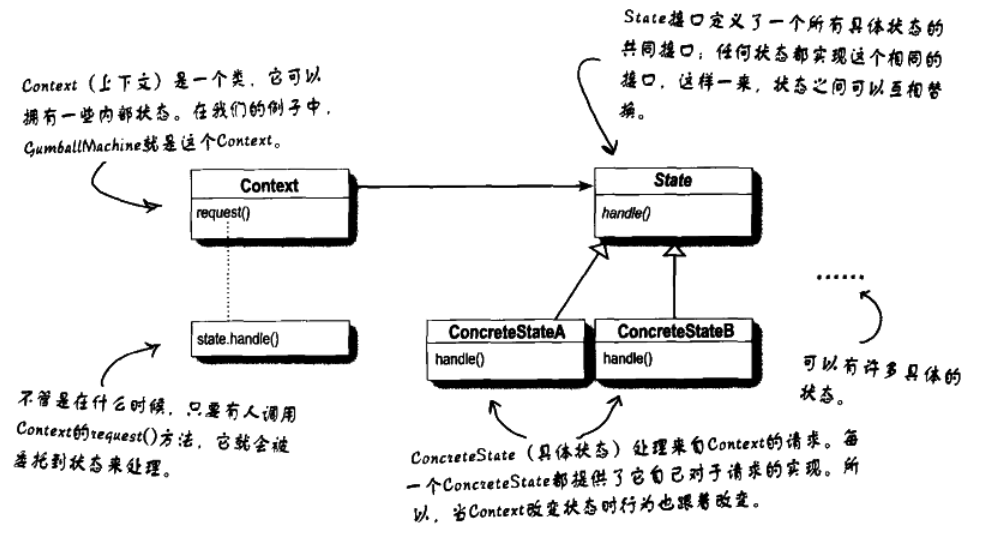 State接口定义了一个所有具体状态的
共同接口；任何状态都实现这个相同的
接口，这样一来，状态之间可以互相替
换。
Context（上下文）是一个类，它可以
拥有一些内部状态。在我们的例子中，
GumballMachine就是这个Context。
Context
request()
State
handle()
state.handle()
ConcreteStateA
handle()
ConcreteStateB
handle()
......
可以有许多具体的
状态。
不管是在什么时候，只要有人调用
Context的request()方法，它就会被
委托到状态来处理。
ConcreteState（具体状态）处理来自Context的请求。每
一个ConcreteState都提供了它自己对于请求的实现。所
以，当Context改变状态时行为也跟着改变。